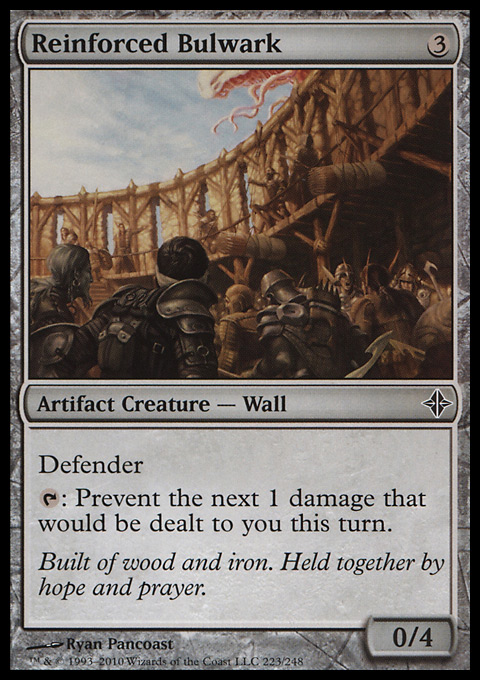 Reinforced Bulwark 3
Artifact Creature — Wall
Defender
: Prevent the next 1 damage that
would be dealt to you this turn.
Built of wood and iron. Held together by
hope and prayer.
Ryan Pancoast
0/4
™ & © 1993–2010 Wizards of the Coast LLC 223/248